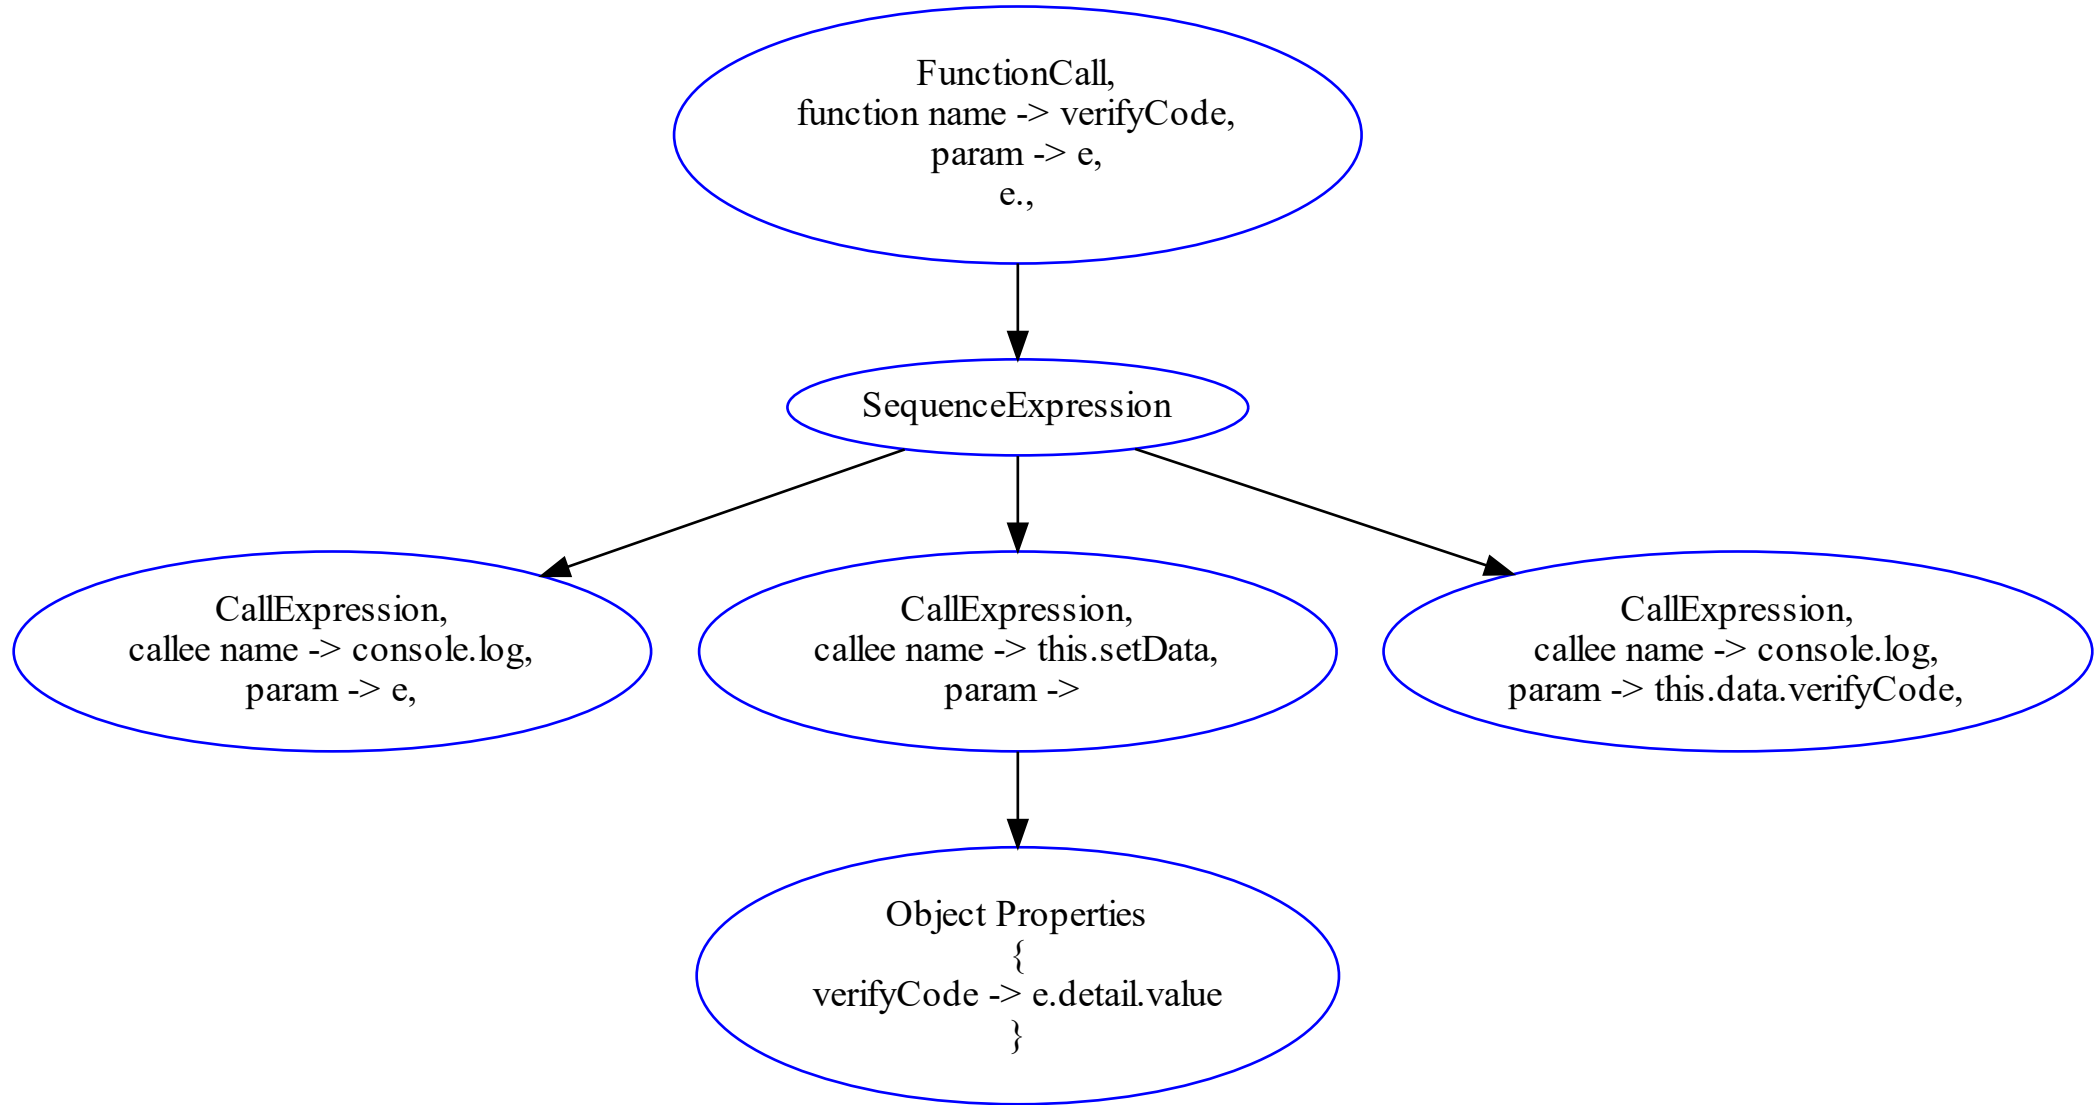 FunctionCall,
function name -> verifyCode,
param -> e,
e.,
SequenceExpression
CallExpression,
callee name -> console.log,
param -> e,
CallExpression,
callee name -> this.setData,
param ->
CallExpression,
callee name -> console.log,
param -> this.data.verifyCode,
Object Properties
{
verifyCode -> e.detail.value
}